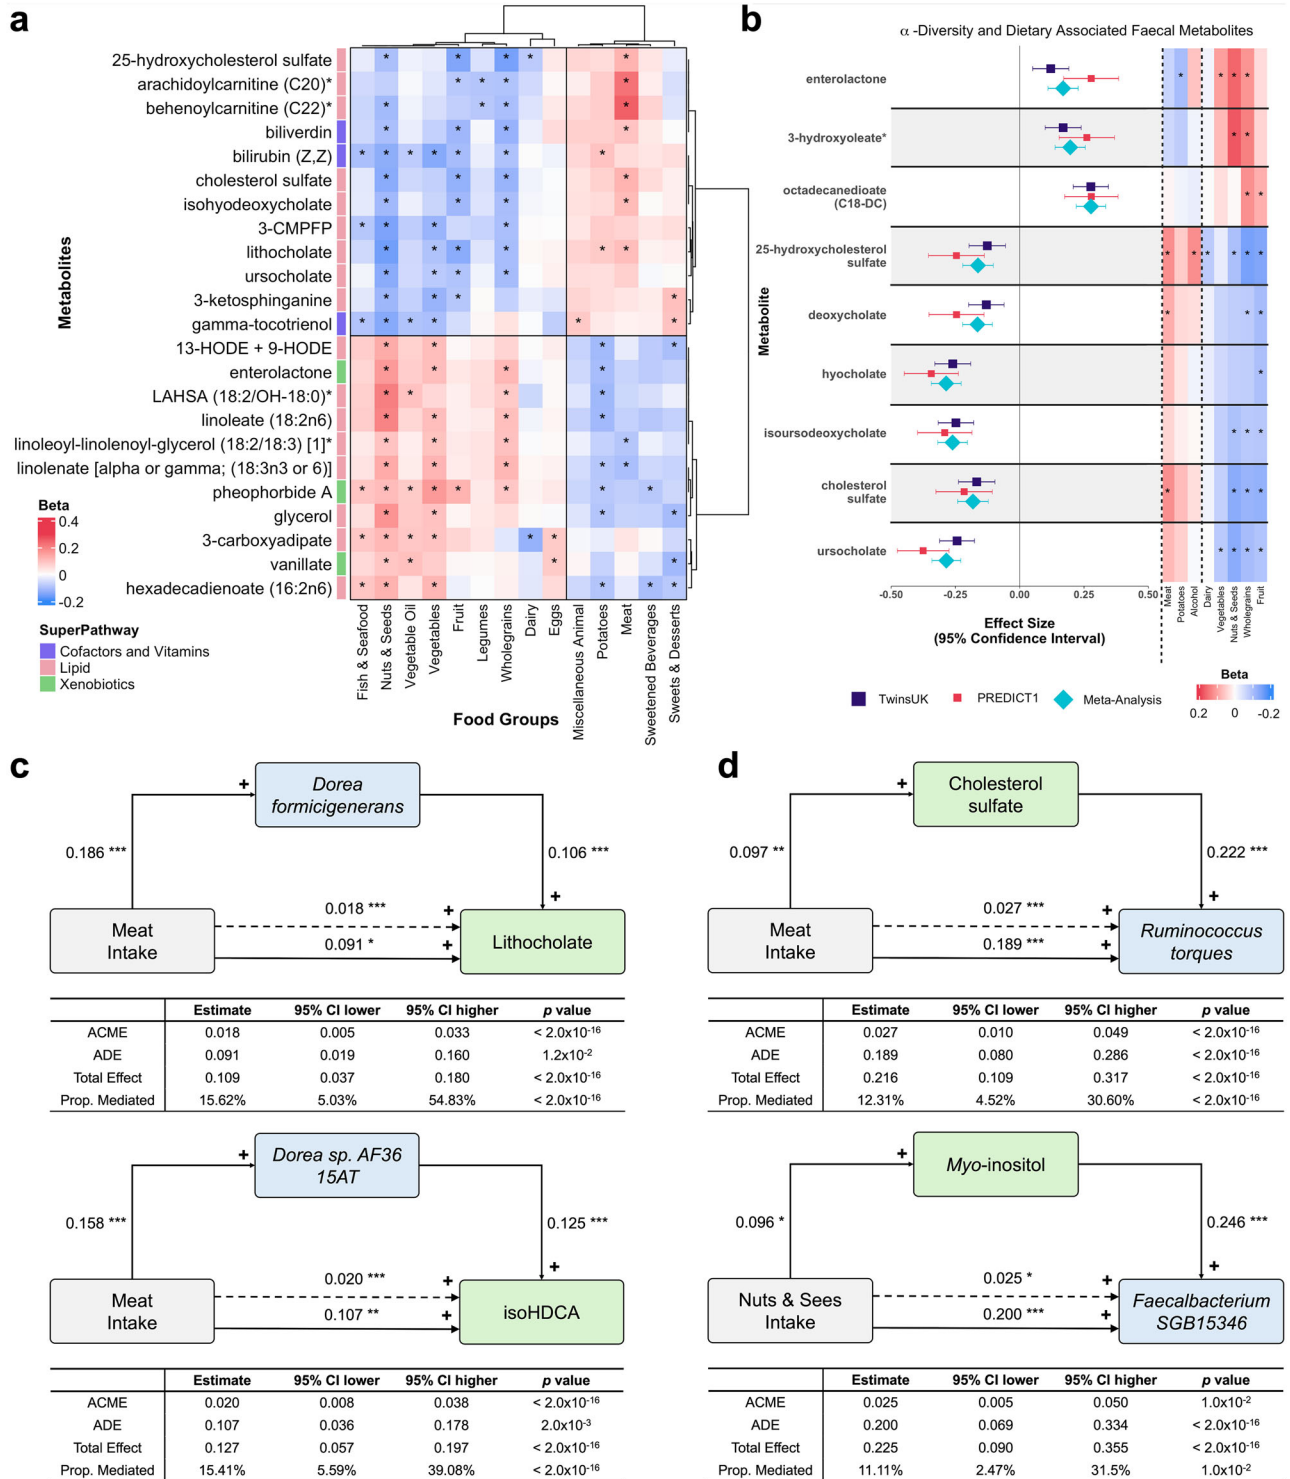 a
25-hydroxycholesterol sulfate
arachidoylcarnitine (C20)*
behenoylcarnitine (C22)*
biliverdin
bilirubin (Z,Z)
cholesterol sulfate
isohyodeoxycholate
3-CMPFP
lithocholate
ursocholate
3-ketosphinganine
gamma-tocotrienol
13-HODE + 9-HODE
enterolactone
LAHSA (18:2/OH-18:0)*
linoleate (18:2n6)
linoleoyl-linolenoyl-glycerol (18:2/18:3) [1]*
linolenate [alpha or gamma; (18:3n3 or 6)]
pheophorbide A
glycerol
3-carboxyadipate
vanillate
hexadecadienoate (16:2n6)
Metabolites
Beta
0.4
0.2
0
-0.2
SuperPathway
Cofactors and Vitamins
Lipid
Xenobiotics
Fish & Seafood
Nuts & Seeds
Vegetable Oil
Vegetables
Fruit
Legumes
Wholegrains
Dairy
Eggs
Miscellaneous Animal
Potatoes
Meat
Sweetened Beverages
Sweets & Desserts
Food Groups
b
α -Diversity and Dietary Associated Faecal Metabolites
enterolactone
3-hydroxyoleate*
octadecanedioate
(C18-DC)
25-hydroxycholesterol
sulfate
deoxycholate
hyocholate
isoursodeoxycholate
cholesterol
sulfate
ursocholate
Metabolite
-0.50
-0.25
0.00
0.25
0.50
Effect Size
(95% Confidence Interval)
Meat
Potatoes
Alcohol
Dairy
Vegetables
Nuts & Seeds
Wholegrains
Fruit
TwinsUK
PREDICT1
Meta-Analysis
Beta
0.2 0 -0.2
c
Dorea
formicigenerans
+
0.186 ***
0.106 ***
+
Meat
Intake
0.018 *** +
0.091 * +
Lithocholate
Estimate 95% CI lower 95% CI higher p value
ACME 0.018 0.005 0.033 < 2.0x10-16
ADE 0.091 0.019 0.160 1.2x10-2
Total Effect 0.109 0.037 0.180 < 2.0x10-16
Prop. Mediated 15.62% 5.03% 54.83% < 2.0x10-16
Dorea sp. AF36
15AT
+
0.158 ***
0.125 ***
+
Meat
Intake
0.020 *** +
0.107 ** +
isoHDCA
Estimate 95% CI lower 95% CI higher p value
ACME 0.020 0.008 0.038 < 2.0x10-16
ADE 0.107 0.036 0.178 2.0x10-3
Total Effect 0.127 0.057 0.197 < 2.0x10-16
Prop. Mediated 15.41% 5.59% 39.08% < 2.0x10-16
d
Cholesterol
sulfate
+
0.097 **
0.222 ***
+
Meat
Intake
0.027 *** +
0.189 *** +
Ruminococcus
torques
Estimate 95% CI lower 95% CI higher p value
ACME 0.027 0.010 0.049 < 2.0x10-16
ADE 0.189 0.080 0.286 < 2.0x10-16
Total Effect 0.216 0.109 0.317 < 2.0x10-16
Prop. Mediated 12.31% 4.52% 30.60% < 2.0x10-16
Myo-inositol
+
0.096 *
0.246 ***
+
Nuts & Sees
Intake
0.025 * +
0.200 *** +
Faecalbacterium
SGB15346
Estimate 95% CI lower 95% CI higher p value
ACME 0.025 0.005 0.050 1.0x10-2
ADE 0.200 0.069 0.334 < 2.0x10-16
Total Effect 0.225 0.090 0.355 < 2.0x10-16
Prop. Mediated 11.11% 2.47% 31.5% 1.0x10-2